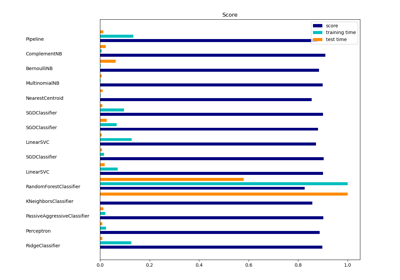 Score
score
training time
test time
Pipeline
ComplementNB
BernoulliNB
MultinomialNB
NearestCentroid
SGDClassifier
SGDClassifier
LinearSVC
SGDClassifier
LinearSVC
RandomForestClassifier
KNeighborsClassifier
PassiveAggressiveClassifier
Perceptron
RidgeClassifier
0.0 0.2 0.4 0.6 0.8 1.0